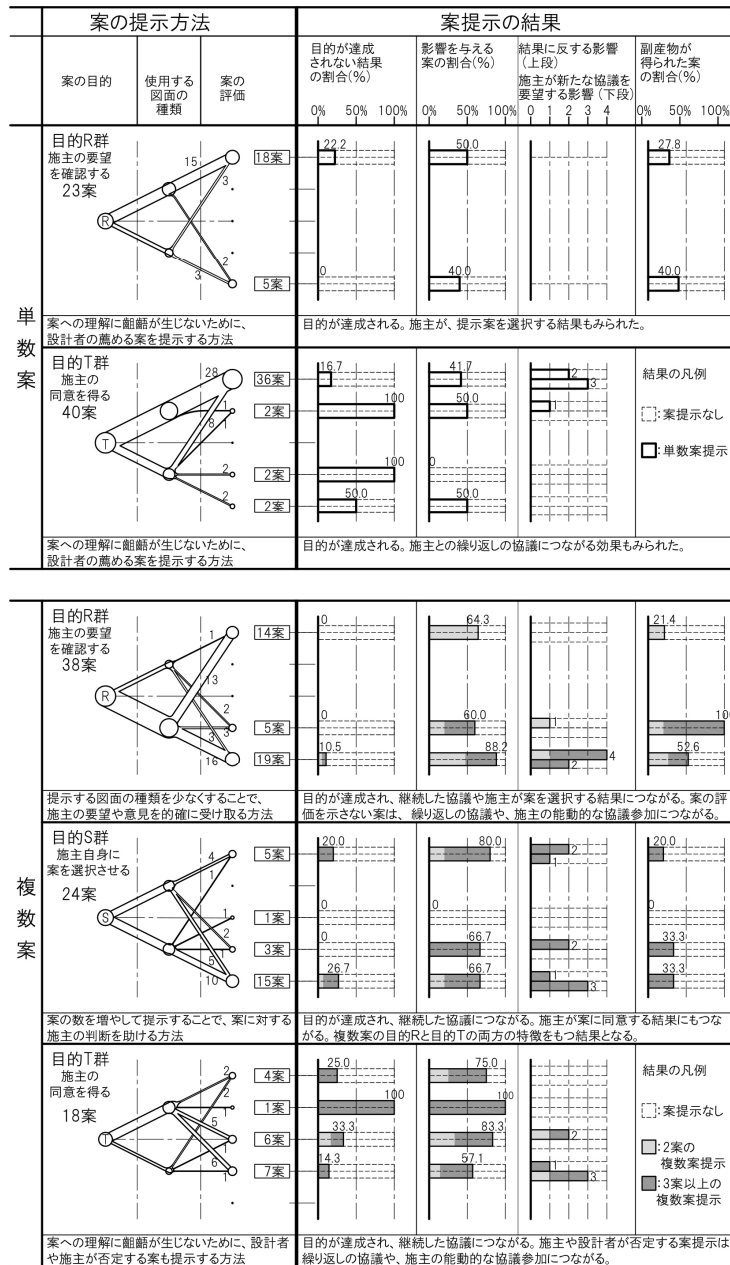 案の提示方法
案提示の結果
案の目的
使用する
図面の
種類
案の
評価
目的が達成
されない結果
の割合(%)
影響を与える
案の割合(%)
結果に反する影響
(上段)
施主が新たな協議を
要望する影響(下段)
副産物が
得られた案
の割合(%)
0% 50% 100%
0% 50% 100%
0 1 2 3 4
0% 50% 100%
単数案
目的R群
施主の要望
を確認する
23案
R
15
3
2
3
18案
5案
22.2
50.0
27.8
0
40.0
40.0
案への理解に齟齬が生じないために、
設計者の薦める案を提示する方法
目的が達成される。施主が、提示案を選択する結果もみられた。
目的T群
施主の
同意を得る
40案
T
28
1
8
2
2
36案
2案
2案
2案
16.7
41.7
2
3
100
50.0
1
100
0
50.0
50.0
結果の凡例
:案提示なし
:単数案提示
案への理解に齟齬が生じないために、
設計者の薦める案を提示する方法
目的が達成される。施主との繰り返しの協議につながる効果もみられた。
複数案
目的R群
施主の要望
を確認する
38案
R
1
13
2
3
3
16
14案
5案
19案
0
64.3
21.4
0
60.0
1
100
10.5
88.2
4
2
52.6
提示する図面の種類を少なくすることで、
施主の要望や意見を的確に受け取る方法
目的が達成され、継続した協議や施主が案を選択する結果につながる。案の評
価を示さない案は、繰り返しの協議や、施主の能動的な協議参加につながる。
目的S群
施主自身に
案を選択させる
24案
S
4
1
1
2
2
5
10
5案
1案
3案
15案
20.0
80.0
2
1
20.0
0
0
0
0
66.7
2
33.3
26.7
66.7
1
3
33.3
案の数を増やして提示することで、案に対する
施主の判断を助ける方法
目的が達成され、継続した協議につながる。施主が案に同意する結果にもつな
がる。複数案の目的Rと目的Tの両方の特徴をもつ結果となる。
目的T群
施主の
同意を得る
18案
T
2
2
1
5
1
6
1
4案
1案
6案
7案
25.0
75.0
100
100
33.3
83.3
2
14.3
57.1
1
3
結果の凡例
:案提示なし
:2案の
複数案提示
:3案以上の
複数案提示
案への理解に齟齬が生じないために、設計者
や施主が否定する案も提示する方法
目的が達成され、継続した協議につながる。施主や設計者が否定する案提示は
繰り返しの協議や、施主の能動的な協議参加につながる。